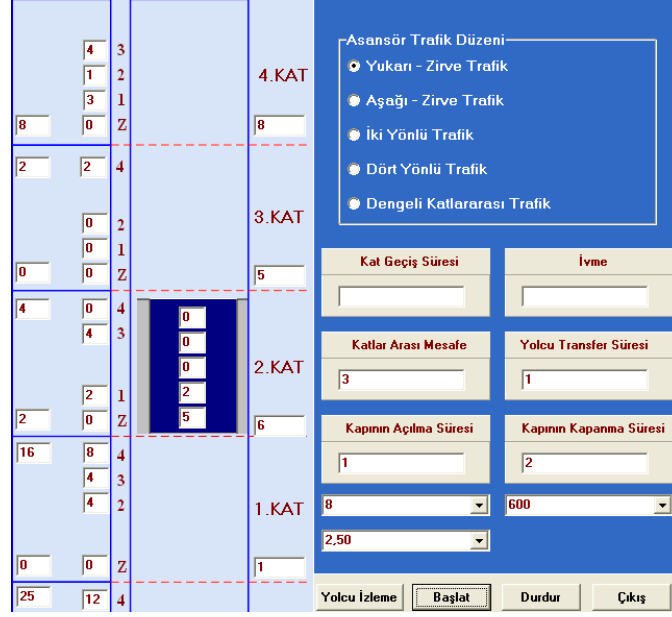 4 3
1 2
3 1
4.KAT
8 0 Z 8
2 2 4
0 2
3.KAT
0 1
0 0 Z 5
4 0 4
4 3
0
0
0
2
5
2.KAT
2 1
2 0 Z 6
16 8 4
4 3
4 2
1.KAT
0 0 Z 1
25 12 4
Asansör Trafik Düzeni
Yukarı - Zirve Trafik
Aşağı - Zirve Trafik
İki Yönlü Trafik
Dört Yönlü Trafik
Dengeli Katlararası Trafik
Kat Geçiş Süresi
İvme
Katlar Arası Mesafe
3
Yolcu Transfer Süresi
1
Kapının Açılma Süresi
1
Kapının Kapanma Süresi
2
8
600
2,50
Yolcu İzleme Başlat Durdur Çıkış